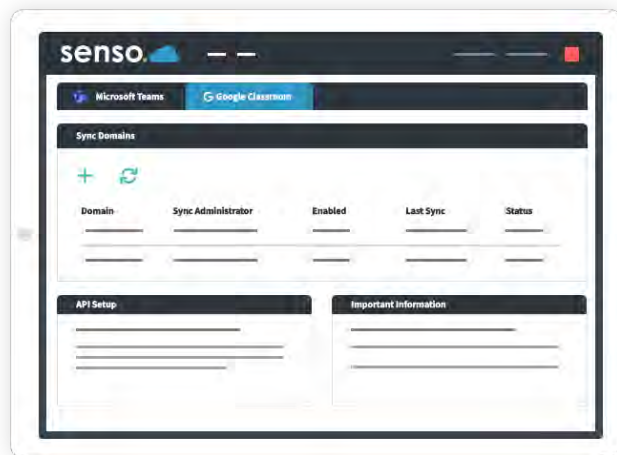 senso.
Microsoft Teams
Google Classroom
Sync Domains
Domain Sync Administrator Enabled Last Sync Status
API Setup
Important Information